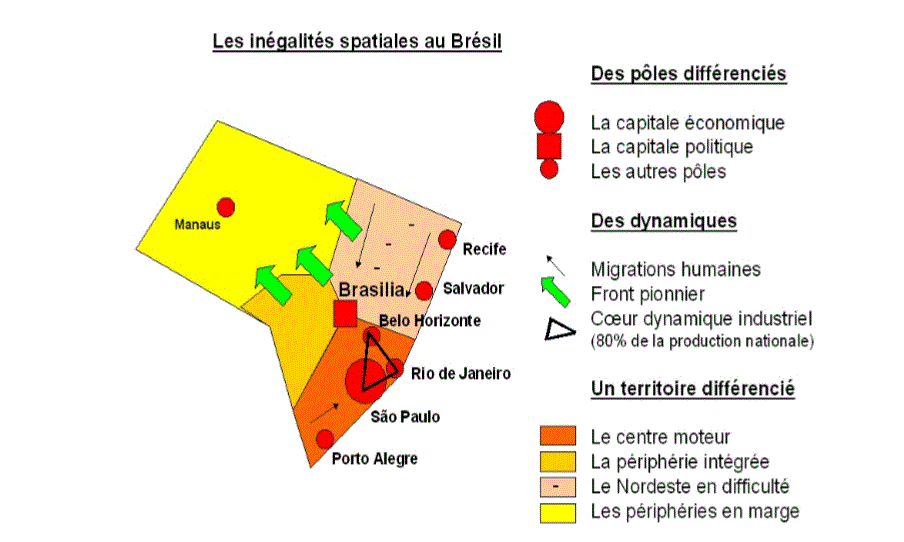 Les inégalités spatiales au Brésil
Manaus
Recife
Brasilia
Salvador
Belo Horizonte
Rio de Janeiro
São Paulo
Porto Alegre
Des pôles différenciés
La capitale économique
La capitale politique
Les autres pôles
Des dynamiques
Migrations humaines
Front pionnier
Cœur dynamique industriel
(80% de la production nationale)
Un territoire différencié
Le centre moteur
La périphérie intégrée
Le Nordeste en difficulté
Les périphéries en marge